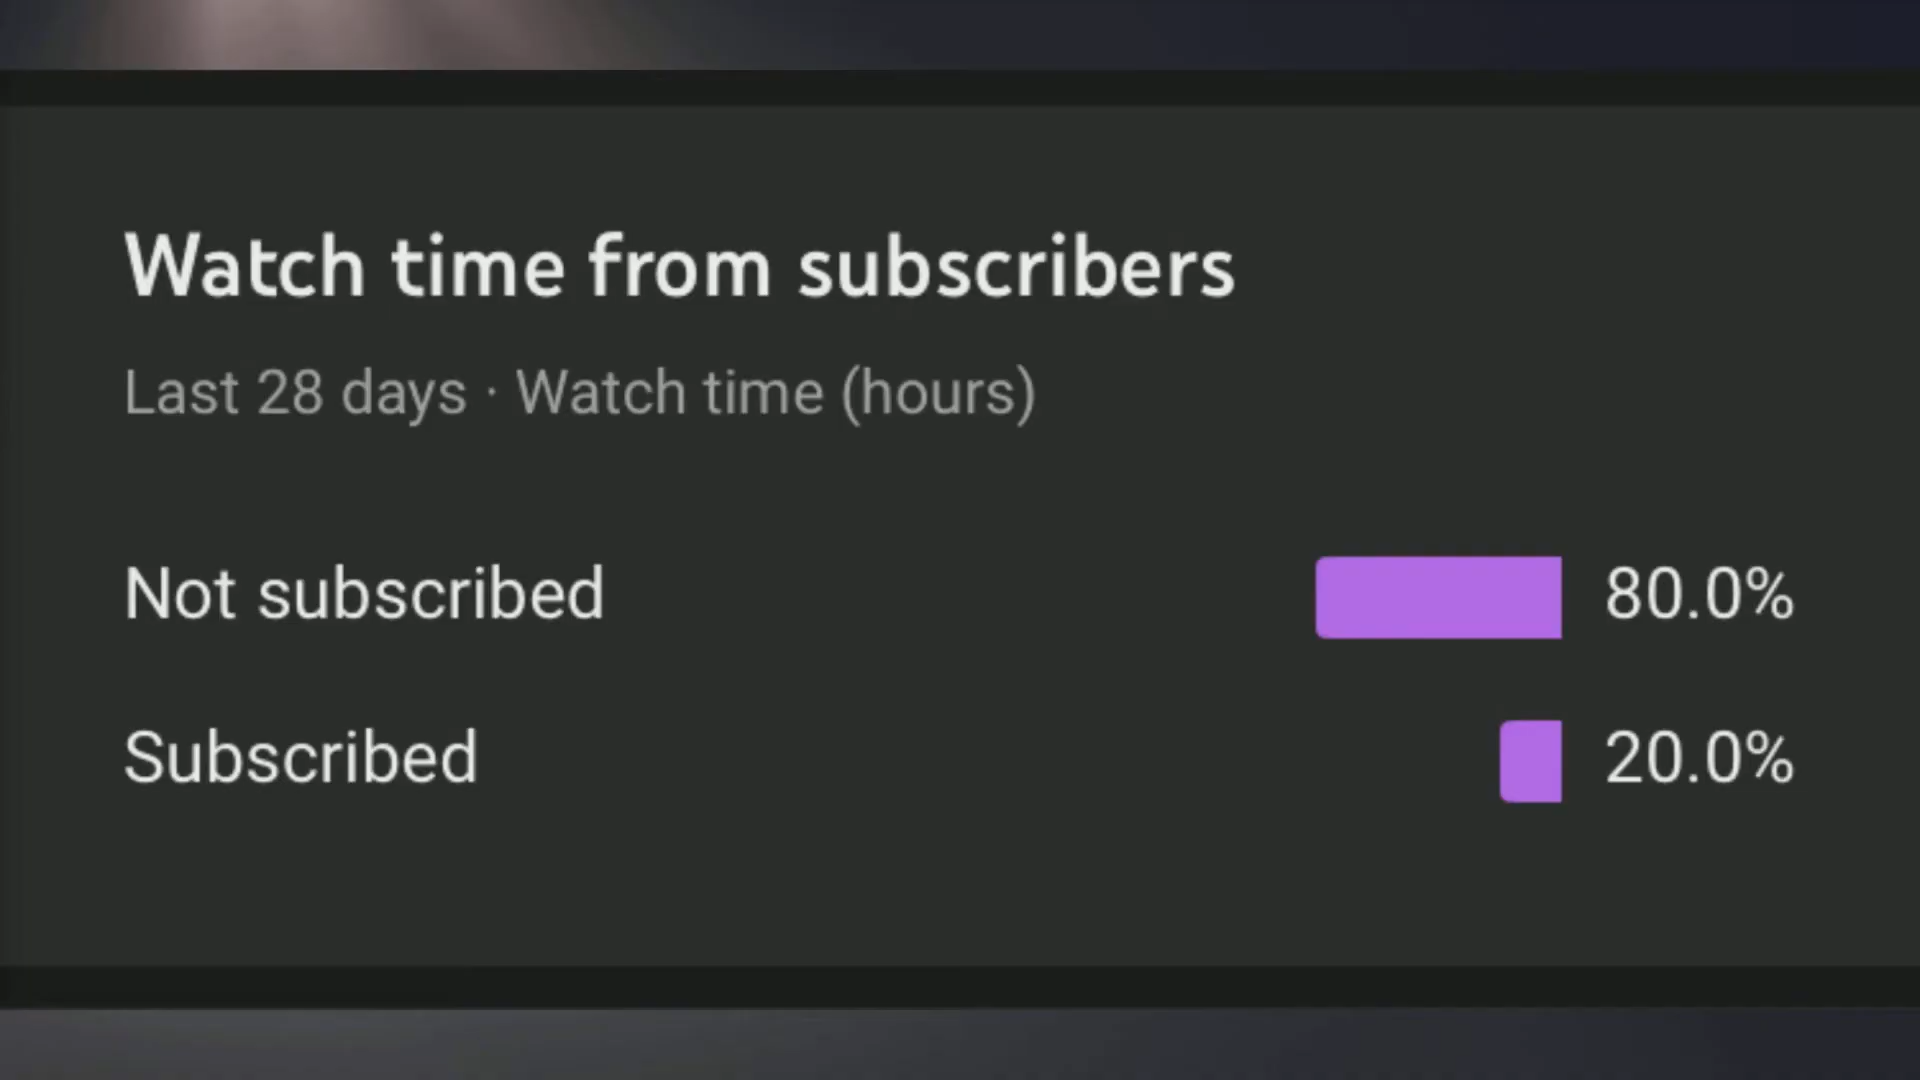 Watch time from subscribers
Last 28 days · Watch time (hours)
Not subscribed 80.0%
Subscribed 20.0%